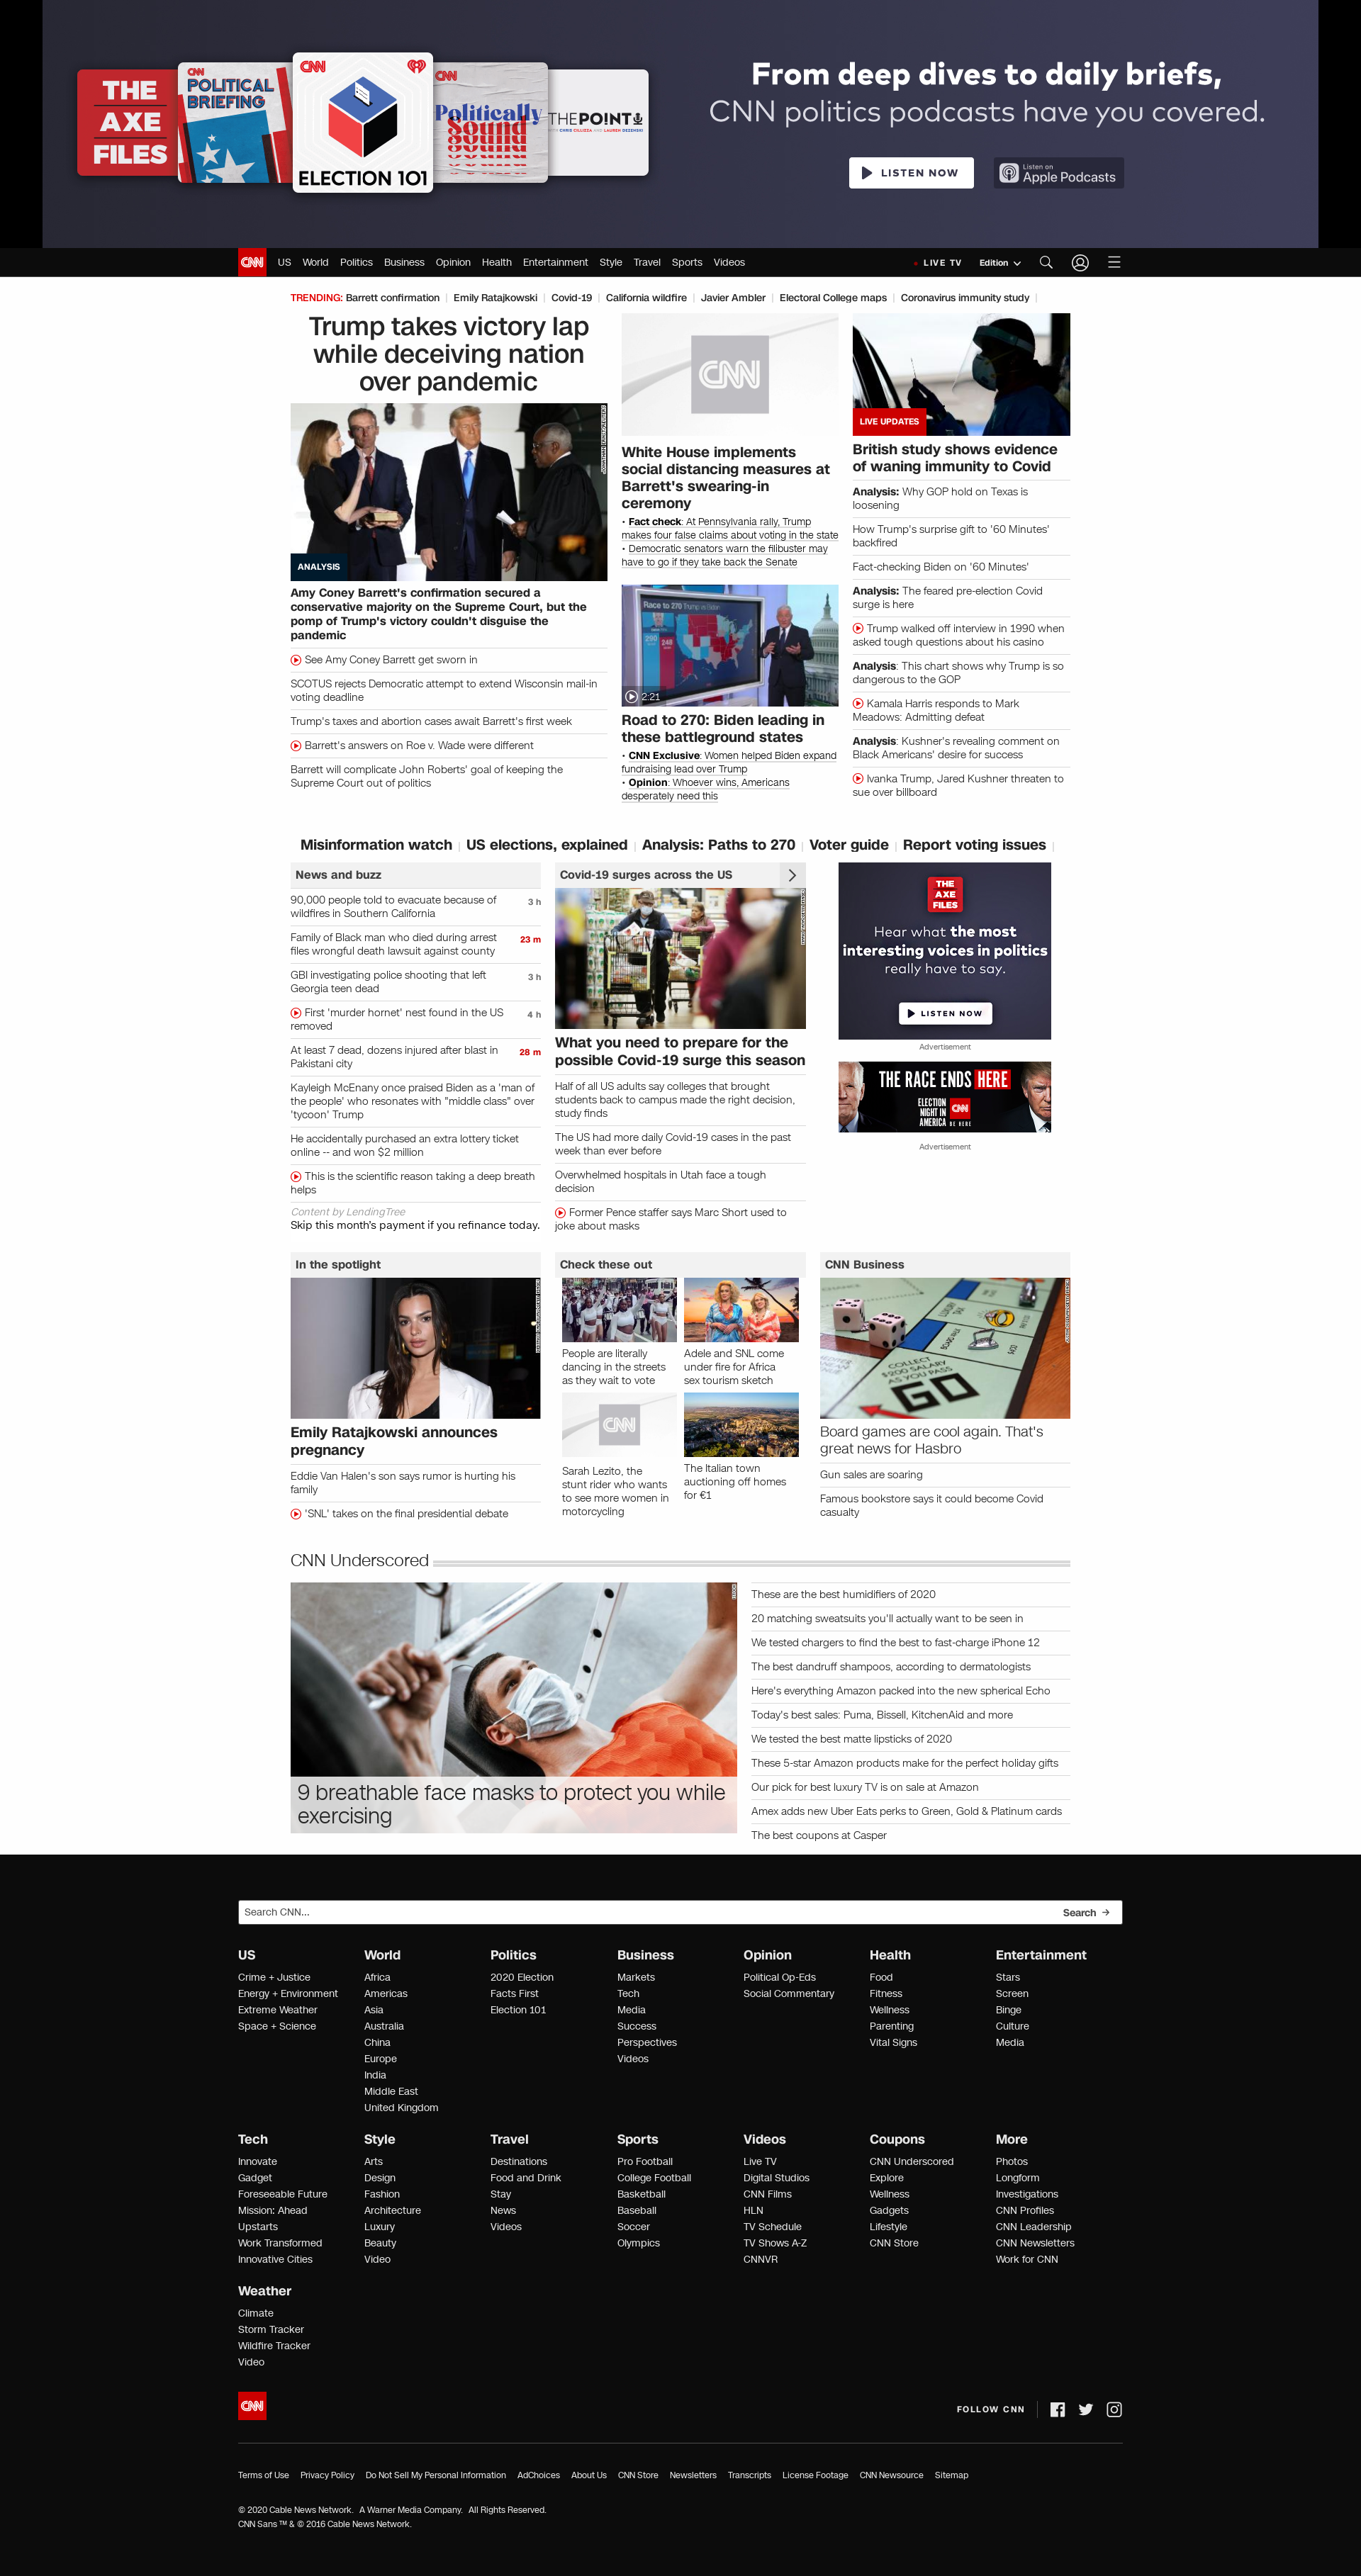 THE
AXE
FILES
CNN
POLITICAL
BRIEFING
CNN
ELECTION 101
CNN
Politically
Sound
THE POINT
WITH CHRIS CILLIZZA AND LAUREN DEZENSKI
From deep dives to daily briefs,
CNN politics podcasts have you covered.
LISTEN NOW
Listen on
Apple Podcasts
CNN US World Politics Business Opinion Health Entertainment Style Travel Sports Videos LIVE TV Edition
TRENDING: Barrett confirmation | Emily Ratajkowski | Covid-19 | California wildfire | Javier Ambler | Electoral College maps | Coronavirus immunity study |
Trump takes victory lap
while deceiving nation
over pandemic
ANALYSIS
Amy Coney Barrett's confirmation secured a
conservative majority on the Supreme Court, but the
pomp of Trump's victory couldn't disguise the
pandemic
See Amy Coney Barrett get sworn in
SCOTUS rejects Democratic attempt to extend Wisconsin mail-in
voting deadline
Trump's taxes and abortion cases await Barrett's first week
Barrett's answers on Roe v. Wade were different
Barrett will complicate John Roberts' goal of keeping the
Supreme Court out of politics
CNN
White House implements
social distancing measures at
Barrett's swearing-in
ceremony
• Fact check: At Pennsylvania rally, Trump
makes four false claims about voting in the state
• Democratic senators warn the filibuster may
have to go if they take back the Senate
Race to 270 Trump vs Biden
290
248
2:21
Road to 270: Biden leading in
these battleground states
• CNN Exclusive: Women helped Biden expand
fundraising lead over Trump
• Opinion: Whoever wins, Americans
desperately need this
LIVE UPDATES
British study shows evidence
of waning immunity to Covid
Analysis: Why GOP hold on Texas is
loosening
How Trump's surprise gift to '60 Minutes'
backfired
Fact-checking Biden on '60 Minutes'
Analysis: The feared pre-election Covid
surge is here
Trump walked off interview in 1990 when
asked tough questions about his casino
Analysis: This chart shows why Trump is so
dangerous to the GOP
Kamala Harris responds to Mark
Meadows: Admitting defeat
Analysis: Kushner's revealing comment on
Black Americans' desire for success
Ivanka Trump, Jared Kushner threaten to
sue over billboard
Misinformation watch | US elections, explained | Analysis: Paths to 270 | Voter guide | Report voting issues |
News and buzz
90,000 people told to evacuate because of
wildfires in Southern California
3 h
Family of Black man who died during arrest
files wrongful death lawsuit against county
23 m
GBI investigating police shooting that left
Georgia teen dead
3 h
First 'murder hornet' nest found in the US
removed
4 h
At least 7 dead, dozens injured after blast in
Pakistani city
28 m
Kayleigh McEnany once praised Biden as a 'man of
the people' who resonates with "middle class" over
'tycoon' Trump
He accidentally purchased an extra lottery ticket
online -- and won $2 million
This is the scientific reason taking a deep breath
helps
Content by LendingTree
Skip this month's payment if you refinance today.
Covid-19 surges across the US
What you need to prepare for the
possible Covid-19 surge this season
Half of all US adults say colleges that brought
students back to campus made the right decision,
study finds
The US had more daily Covid-19 cases in the past
week than ever before
Overwhelmed hospitals in Utah face a tough
decision
Former Pence staffer says Marc Short used to
joke about masks
THE
AXE
FILES
Hear what the most
interesting voices in politics
really have to say.
LISTEN NOW
Advertisement
THE RACE ENDS HERE
ELECTION
NIGHT IN
AMERICA
CNN
BE HERE
Advertisement
In the spotlight
Emily Ratajkowski announces
pregnancy
Eddie Van Halen's son says rumor is hurting his
family
'SNL' takes on the final presidential debate
Check these out
People are literally
dancing in the streets
as they wait to vote
Adele and SNL come
under fire for Africa
sex tourism sketch
CNN
Sarah Lezito, the
stunt rider who wants
to see more women in
motorcycling
The Italian town
auctioning off homes
for €1
CNN Business
COLLECT
$200 SALARY
AS YOU PASS
GO
Board games are cool again. That's
great news for Hasbro
Gun sales are soaring
Famous bookstore says it could become Covid
casualty
CNN Underscored
9 breathable face masks to protect you while
exercising
These are the best humidifiers of 2020
20 matching sweatsuits you'll actually want to be seen in
We tested chargers to find the best to fast-charge iPhone 12
The best dandruff shampoos, according to dermatologists
Here's everything Amazon packed into the new spherical Echo
Today's best sales: Puma, Bissell, KitchenAid and more
We tested the best matte lipsticks of 2020
These 5-star Amazon products make for the perfect holiday gifts
Our pick for best luxury TV is on sale at Amazon
Amex adds new Uber Eats perks to Green, Gold & Platinum cards
The best coupons at Casper
Search CNN... Search →
US
Crime + Justice
Energy + Environment
Extreme Weather
Space + Science
World
Africa
Americas
Asia
Australia
China
Europe
India
Middle East
United Kingdom
Politics
2020 Election
Facts First
Election 101
Business
Markets
Tech
Media
Success
Perspectives
Videos
Opinion
Political Op-Eds
Social Commentary
Health
Food
Fitness
Wellness
Parenting
Vital Signs
Entertainment
Stars
Screen
Binge
Culture
Media
Tech
Innovate
Gadget
Foreseeable Future
Mission: Ahead
Upstarts
Work Transformed
Innovative Cities
Style
Arts
Design
Fashion
Architecture
Luxury
Beauty
Video
Travel
Destinations
Food and Drink
Stay
News
Videos
Sports
Pro Football
College Football
Basketball
Baseball
Soccer
Olympics
Videos
Live TV
Digital Studios
CNN Films
HLN
TV Schedule
TV Shows A-Z
CNNVR
Coupons
CNN Underscored
Explore
Wellness
Gadgets
Lifestyle
CNN Store
More
Photos
Longform
Investigations
CNN Profiles
CNN Leadership
CNN Newsletters
Work for CNN
Weather
Climate
Storm Tracker
Wildfire Tracker
Video
CNN
FOLLOW CNN
Terms of Use Privacy Policy Do Not Sell My Personal Information AdChoices About Us CNN Store Newsletters Transcripts License Footage CNN Newsource Sitemap
© 2020 Cable News Network. A Warner Media Company. All Rights Reserved.
CNN Sans ™ & © 2016 Cable News Network.